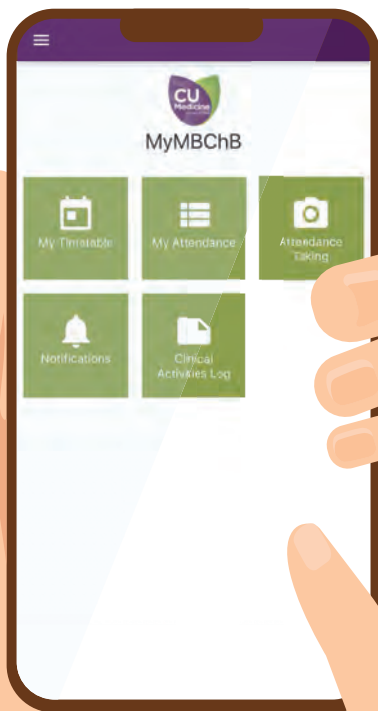 CU
Medicine
MyMBChB
My Timetable
My Attendance
Attendance
Taking
Notifications
Clinical
Activities Log